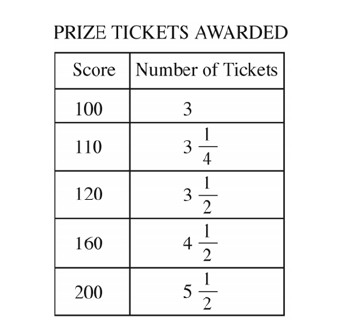 PRIZE TICKETS AWARDED
Score Number of Tickets
100 3
110 3 1/4
120 3 1/2
160 4 1/2
200 5 1/2